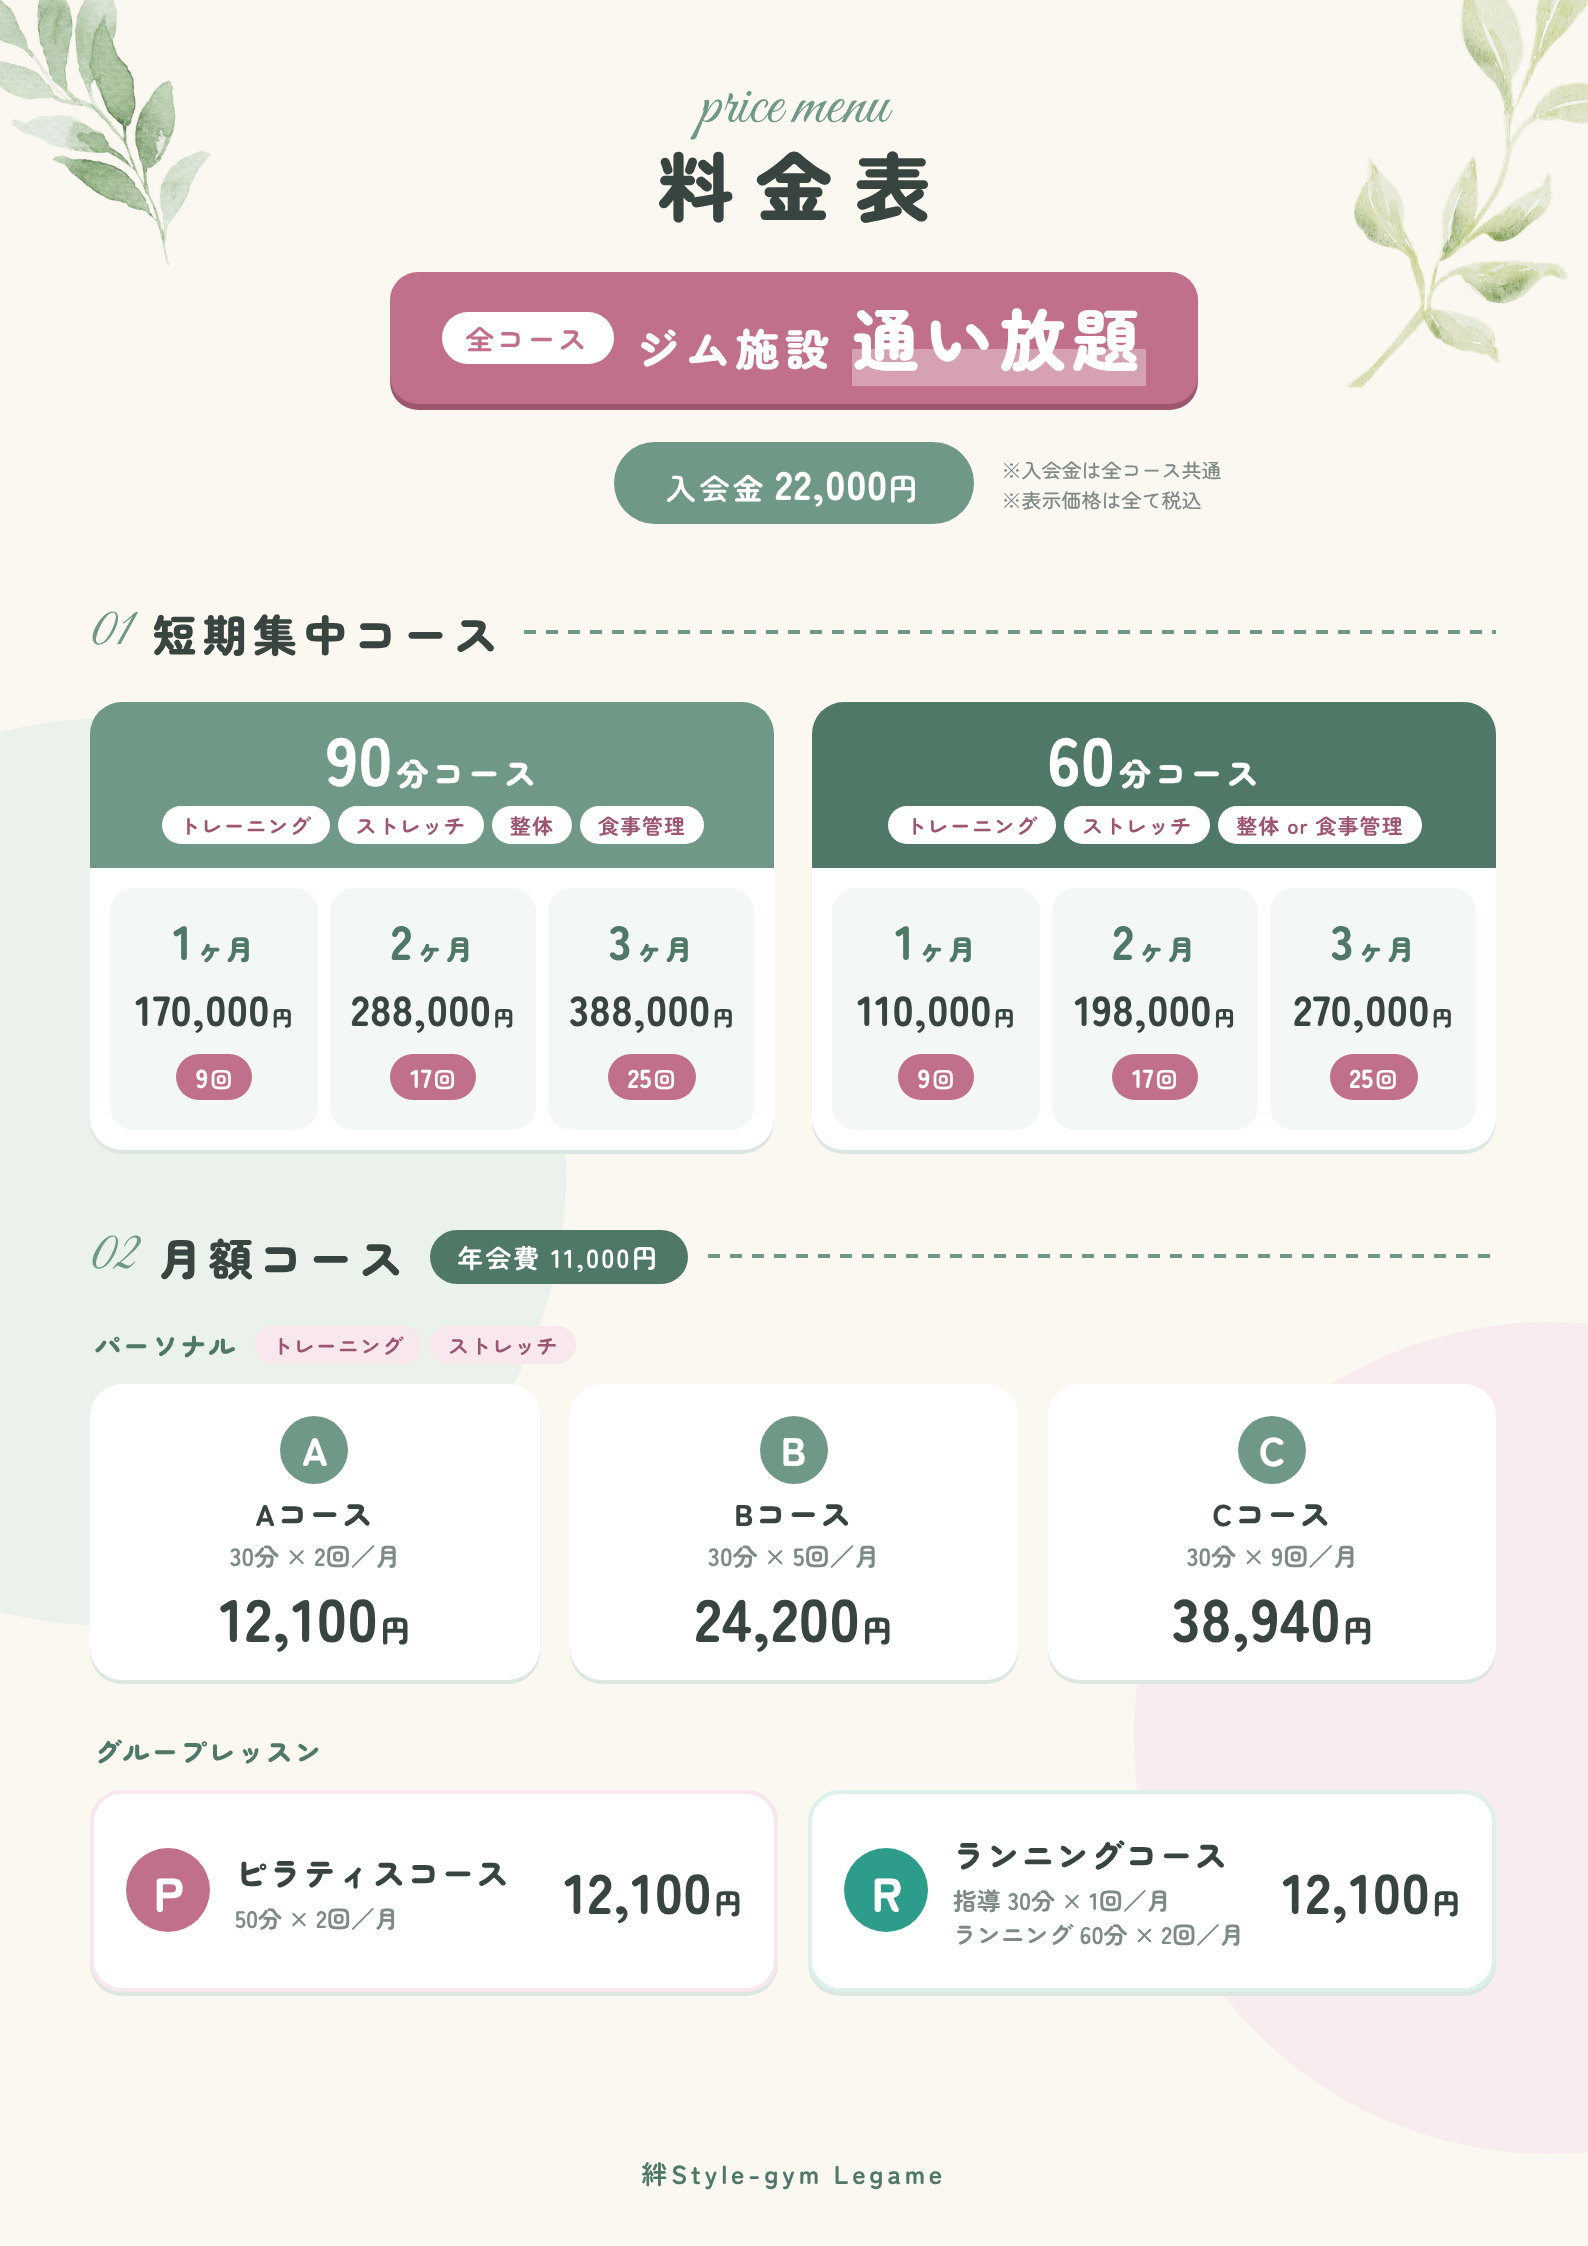 price menu
料金表
全コース ジム施設 通い放題
入会金 22,000円
※入会金は全コース共通
※表示価格は全て税込
01 短期集中コース
90分コース
トレーニング ストレッチ 整体 食事管理
1ヶ月 2ヶ月 3ヶ月
170,000円 288,000円 388,000円
9回 17回 25回
60分コース
トレーニング ストレッチ 整体 or 食事管理
1ヶ月 2ヶ月 3ヶ月
110,000円 198,000円 270,000円
9回 17回 25回
02 月額コース 年会費 11,000円
パーソナル トレーニング ストレッチ
A
Aコース
30分 × 2回／月
12,100円
B
Bコース
30分 × 5回／月
24,200円
C
Cコース
30分 × 9回／月
38,940円
グループレッスン
P
ピラティスコース
50分 × 2回／月
12,100円
R
ランニングコース
指導 30分 × 1回／月
ランニング 60分 × 2回／月
12,100円
絆Style-gym Legame